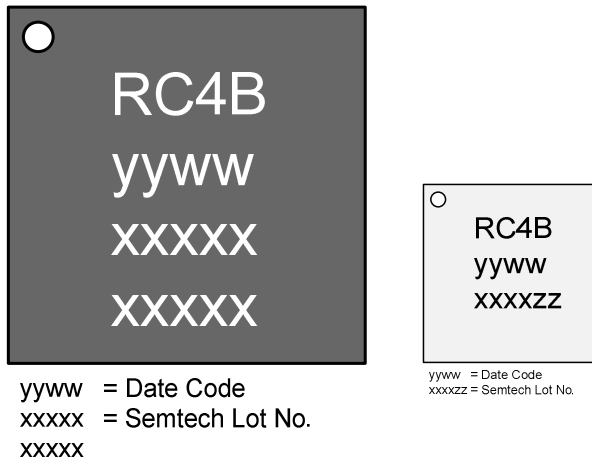 RC4B
yyww
xxxxx
xxxxx
yyww = Date Code
xxxxx = Semtech Lot No.
xxxxx
RC4B
yyww
xxxxzz
yyww = Date Code
xxxxzz = Semtech Lot No.